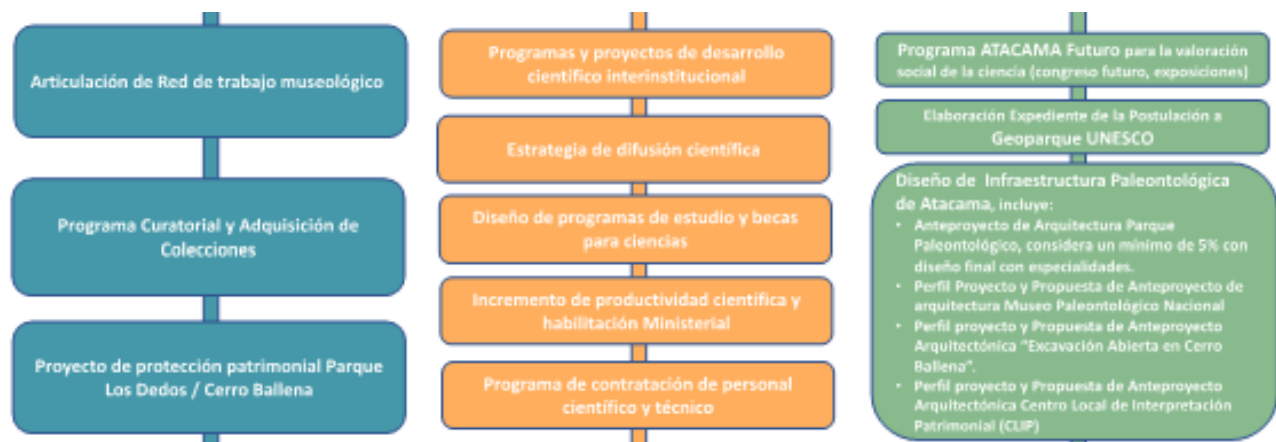 Articulación de Red de trabajo museológico
Programa Curatorial y Adquisición de
Colecciones
Proyecto de protección patrimonial Parque
Los Dedos / Cerro Ballena
Programas y proyectos de desarrollo
científico interinstitucional
Estrategia de difusión científica
Diseño de programas de estudio y becas
para ciencias
Incremento de productividad científica y
habilitación Ministerial
Programa de contratación de personal
científico y técnico
Programa ATACAMA Futuro para la valoración
social de la ciencia (congreso futuro, exposiciones)
Elaboración Expediente de la Postulación a
Geoparque UNESCO
Diseño de Infraestructura Paleontológica
de Atacama, incluye:
• Anteproyecto de Arquitectura Parque
Paleontológico, considera un mínimo de 5% con
diseño final con especialidades.
• Perfil Proyecto y Propuesta de Anteproyecto de
arquitectura Museo Paleontológico Nacional
• Perfil proyecto y Propuesta de Anteproyecto
Arquitectónica "Excavación Abierta en Cerro
Ballena".
• Perfil proyecto y Propuesta de Anteproyecto
Arquitectónica Centro Local de Interpretación
Patrimonial (CLIP)